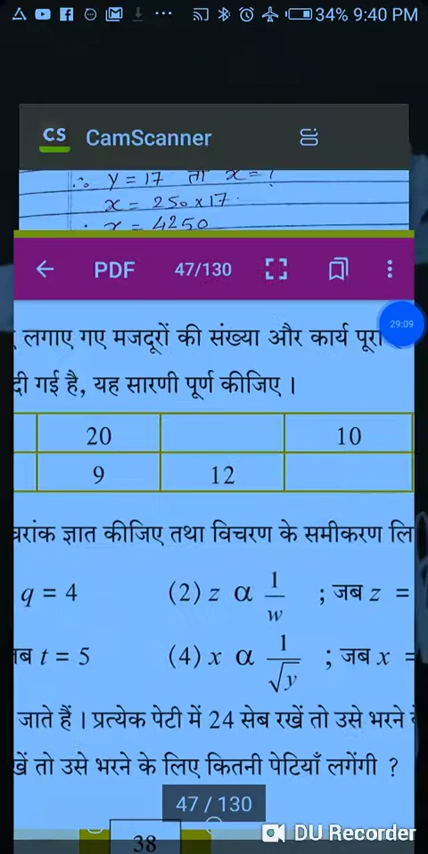 34% 9:40 PM
CS CamScanner
∴ y = 17 तो x = ?
x = 250 x 17.
∴ x = 4250
PDF 47/130
29:09
लगाए गए मजदूरों की संख्या और कार्य पूरा
दी गई है, यह सारणी पूर्ण कीजिए ।
20 10
9 12
ज्ञात कीजिए तथा विचरण के समीकरण लि
q = 4 (2) z α 1/w ; जब z =
t = 5 (4) x α 1/√y ; जब x =
जाते हैं । प्रत्येक पेटी में 24 सेब रखें तो उसे भरने
तो उसे भरने के लिए कितनी पेटियाँ लगेंगी ?
47 / 130
38
DU Recorder